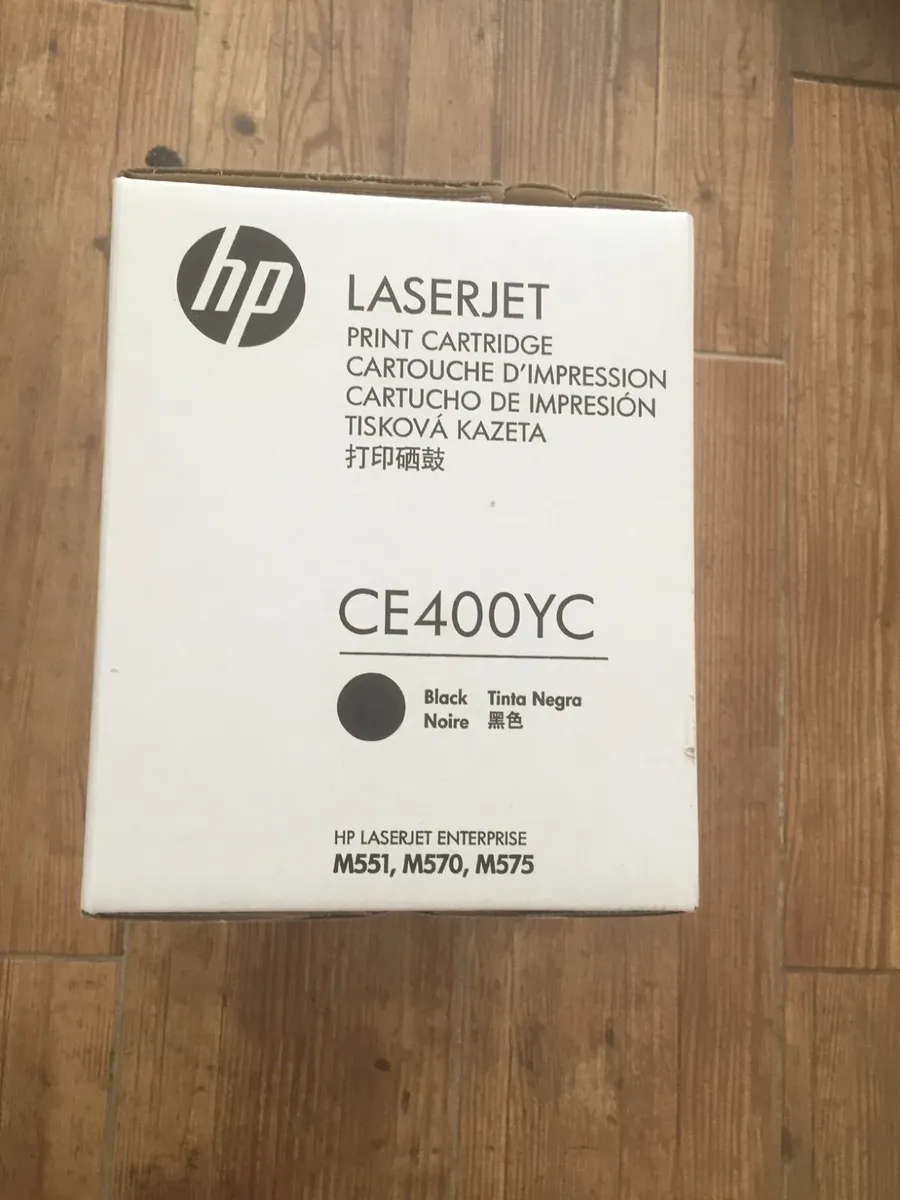 hp
LASERJET
PRINT CARTRIDGE
CARTOUCHE D'IMPRESSION
CARTUCHO DE IMPRESIÓN
TISKOVÁ KAZETA
打印硒鼓
CE400YC
Black Tinta Negra
Noire 黑色
HP LASERJET ENTERPRISE
M551, M570, M575